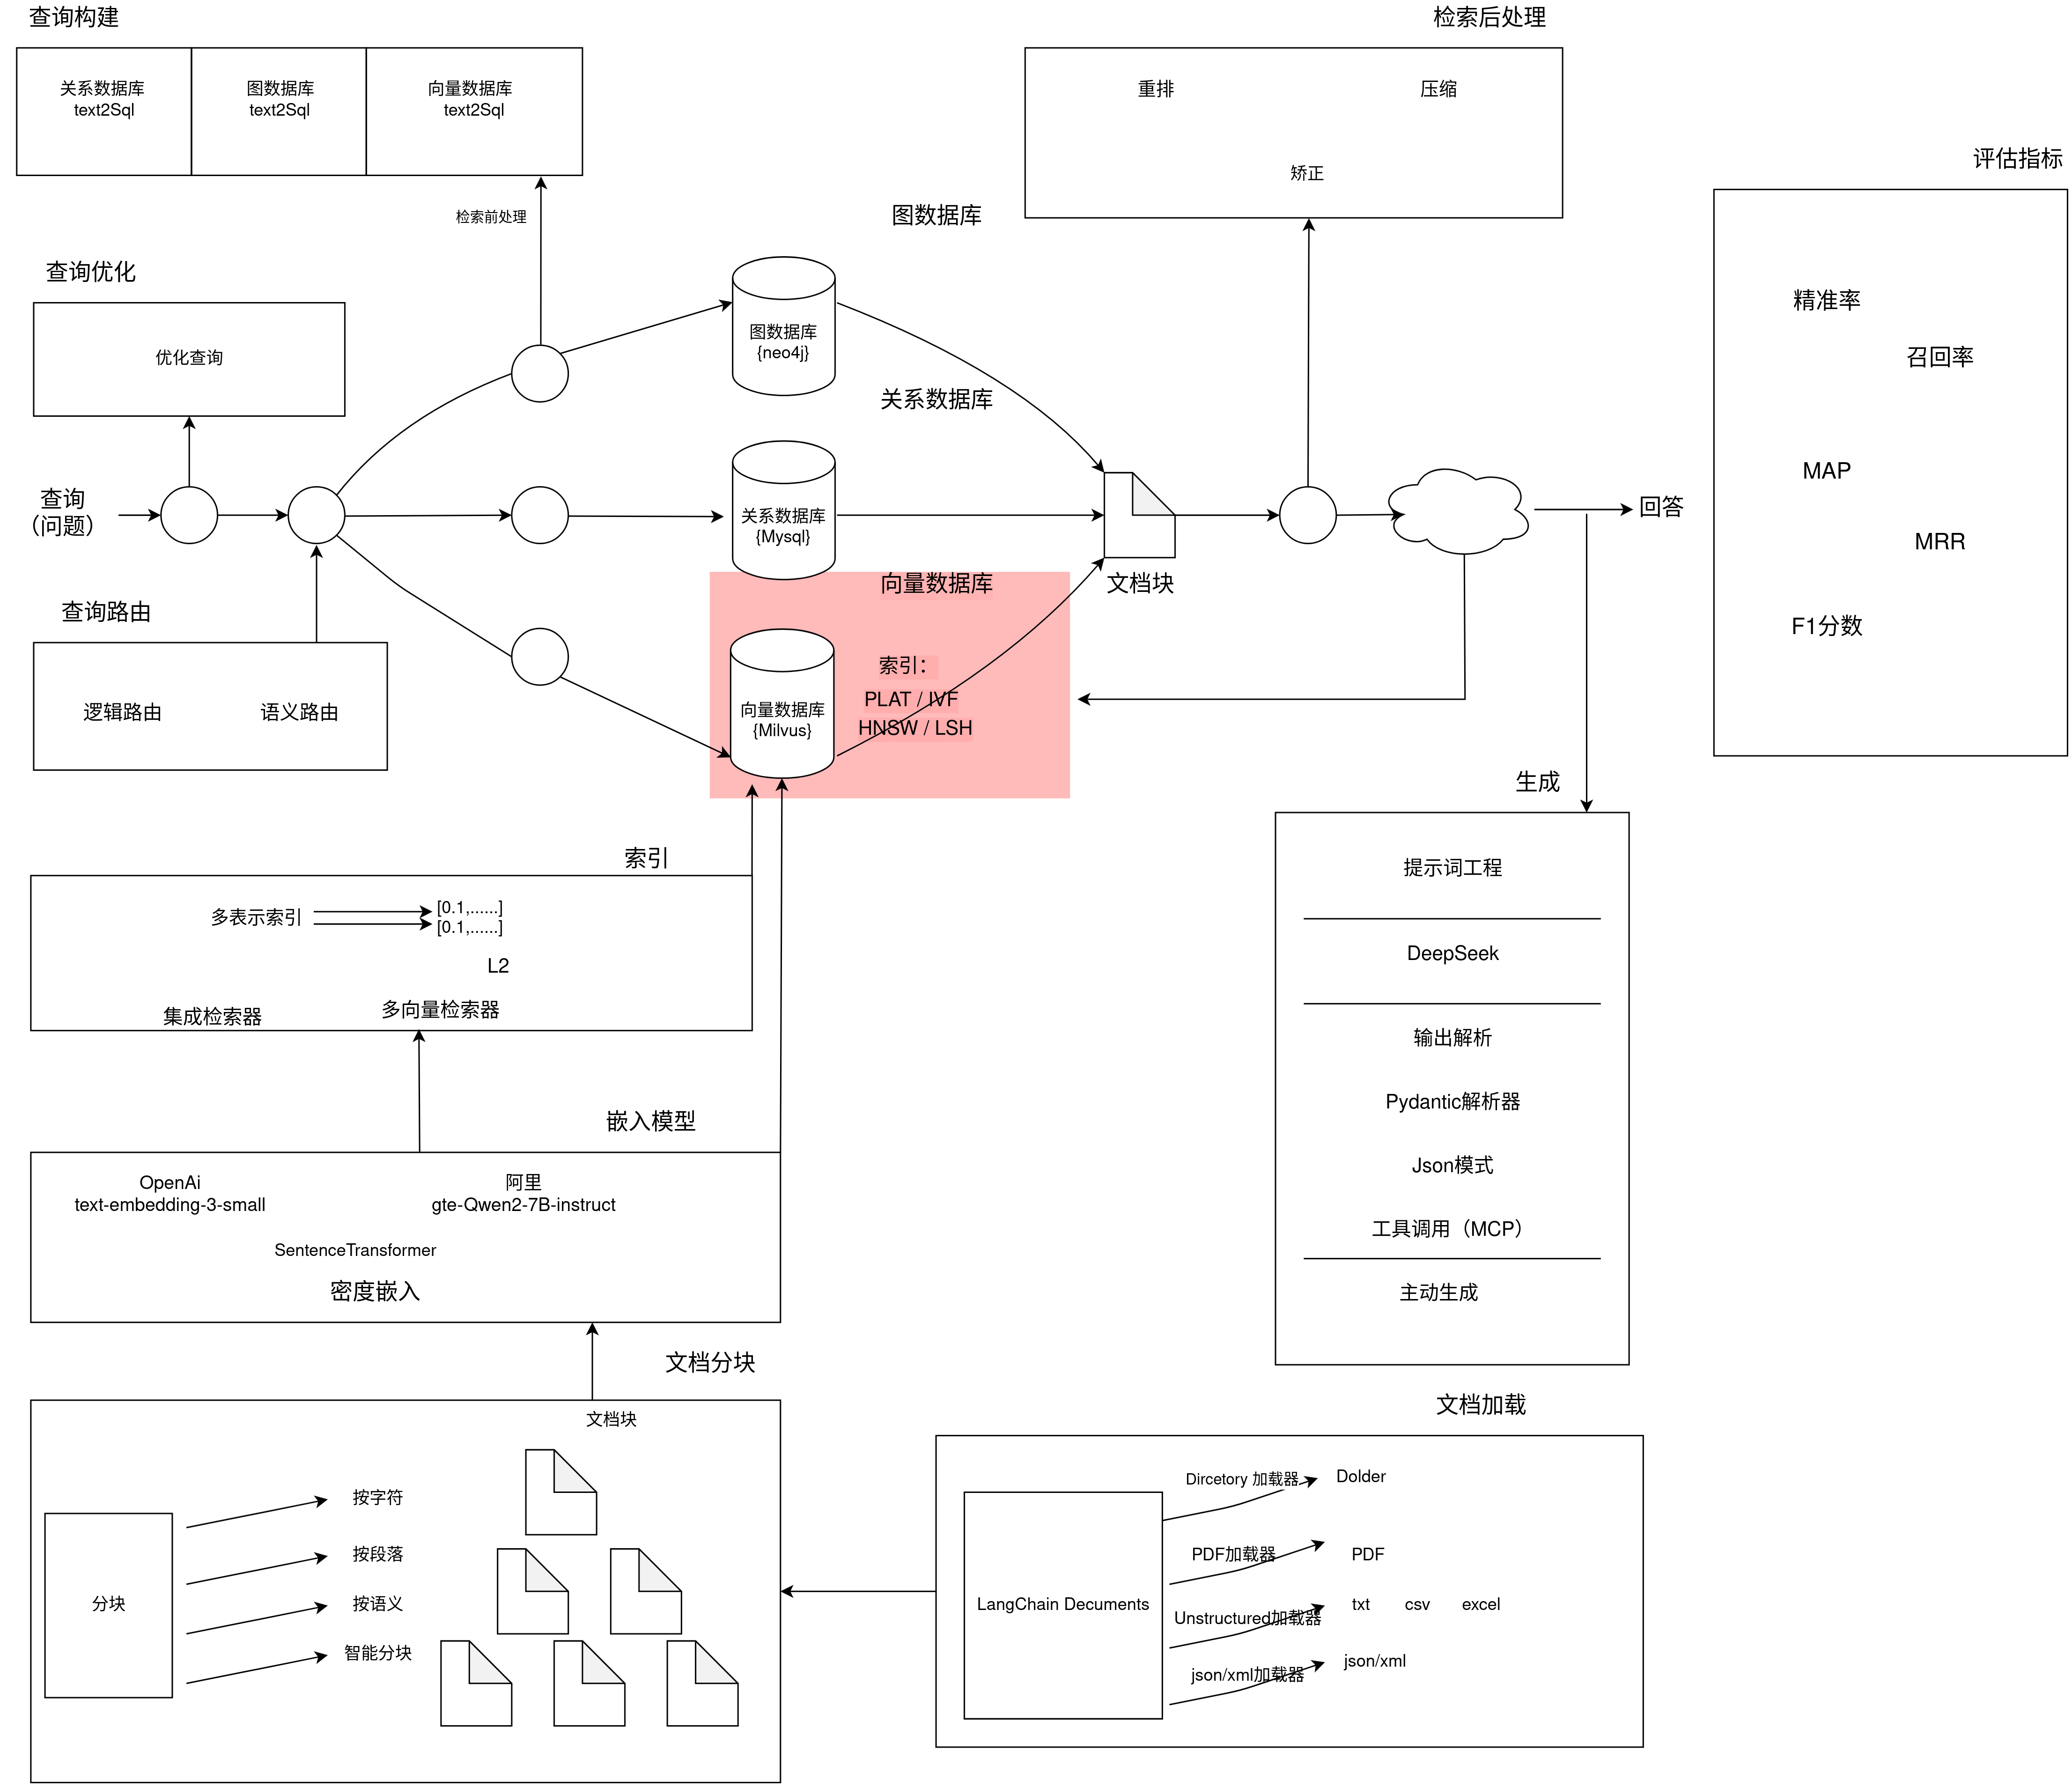 查询构建
关系数据库
text2Sql
图数据库
text2Sql
向量数据库
text2Sql
检索前处理
检索后处理
重排
压缩
矫正
评估指标
精准率
召回率
MAP
MRR
F1分数
查询优化
优化查询
查询
（问题）
查询路由
逻辑路由
语义路由
图数据库
图数据库
{neo4j}
关系数据库
关系数据库
{Mysql}
向量数据库
向量数据库
{Milvus}
索引：
PLAT / IVF
HNSW / LSH
文档块
回答
生成
提示词工程
DeepSeek
输出解析
Pydantic解析器
Json模式
工具调用（MCP）
主动生成
索引
多表示索引
[0.1,......]
[0.1,......]
L2
集成检索器
多向量检索器
嵌入模型
OpenAi
text-embedding-3-small
阿里
gte-Qwen2-7B-instruct
SentenceTransformer
密度嵌入
文档分块
文档块
分块
按字符
按段落
按语义
智能分块
文档加载
LangChain Decuments
Dircetory 加载器
Dolder
PDF加载器
PDF
Unstructured加载器
txt
csv
excel
json/xml加载器
json/xml